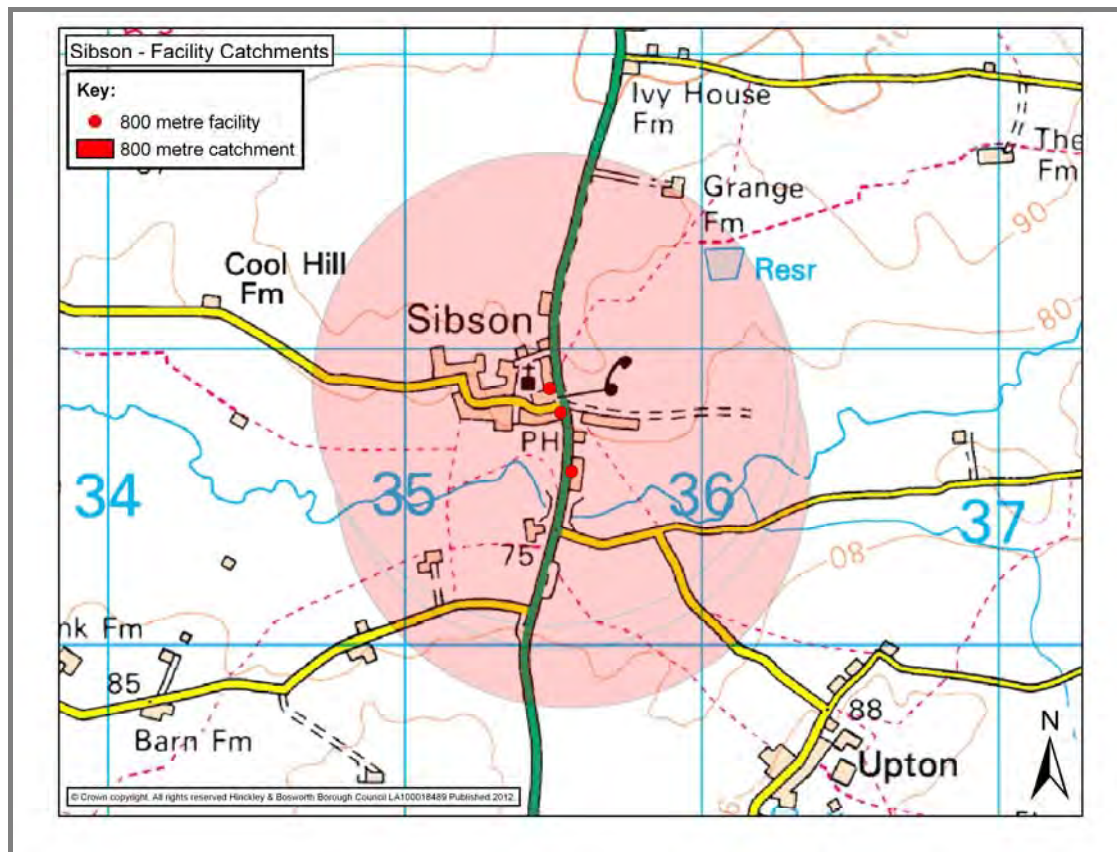 Sibson - Facility Catchments
Key:
800 metre facility
800 metre catchment
Ivy House
Fm
The
Fm
Grange
Fm
90
Resr
Cool Hill
Fm
Sibson
80
PH
34
35
36
37
75
80
nk Fm
85
Barn Fm
88
Upton
N
© Crown copyright. All rights reserved Hinckley & Bosworth Borough Council LA100018489 Published 2012.